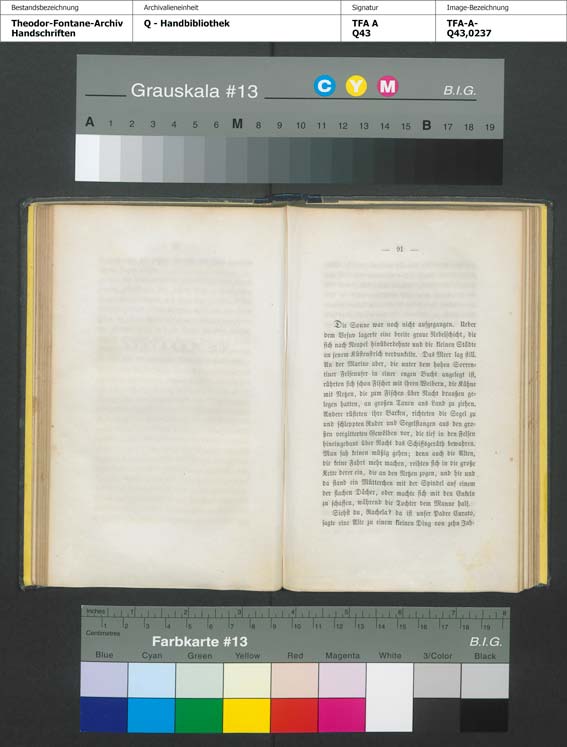 Bestandsbezeichnung Archivalieneinheit Signatur Image-Bezeichnung
Theodor-Fontane-Archiv Q - Handbibliothek TFA A TFA-A-
Handschriften Q43 Q43,0237
Grauskala #13 C Y M B.I.G.
A 1 2 3 4 5 6 M 8 9 10 11 12 13 14 15 B 17 18 19
— 91 —
Die Sonne war noch nicht aufgegangen. Ueber
dem Vesuv lagerte eine breite graue Nebelschicht, die
sich nach Neapel hinüberdehnte und die kleinen Städte
an jenem Küstenstrich verdunkelte. Das Meer lag still.
An der Marine aber, die unter dem hohen Sorren-
tiner Felsenufer in einer engen Bucht angelegt ist,
rührten sich schon Fischer mit ihren Weibern, die Kähne
mit Netzen, die zum Fischen über Nacht draußen ge-
legen hatten, an großen Tauen ans Land zu ziehen.
Andere rüsteten ihre Barken, richteten die Segel zu
und schleppten Ruder und Segelstangen aus den gro-
ßen vergitterten Gewölben vor, die tief in den Felsen
hineingebaut über Nacht das Schiffsgeräth bewahren.
Man sah keinen müßig gehen; denn auch die Alten,
die keine Fahrt mehr machen, reihten sich in die große
Kette derer ein, die an den Netzen zogen, und hie und
da stand ein Mütterchen mit der Spindel auf einem
der flachen Dächer, oder machte sich mit den Enkeln
zu schaffen, während die Tochter dem Manne half.
Siehst du, Rachela? da ist unser Padre Curato,
sagte eine Alte zu einem kleinen Ding von zehn Jah-
Inches 1 2 3 4 5 6 7 8
1 2 3 4 5 6 7 8 9 10 11 12 13 14 15 16 17 18 19
Centimetres
Farbkarte #13 B.I.G.
Blue Cyan Green Yellow Red Magenta White 3/Color Black